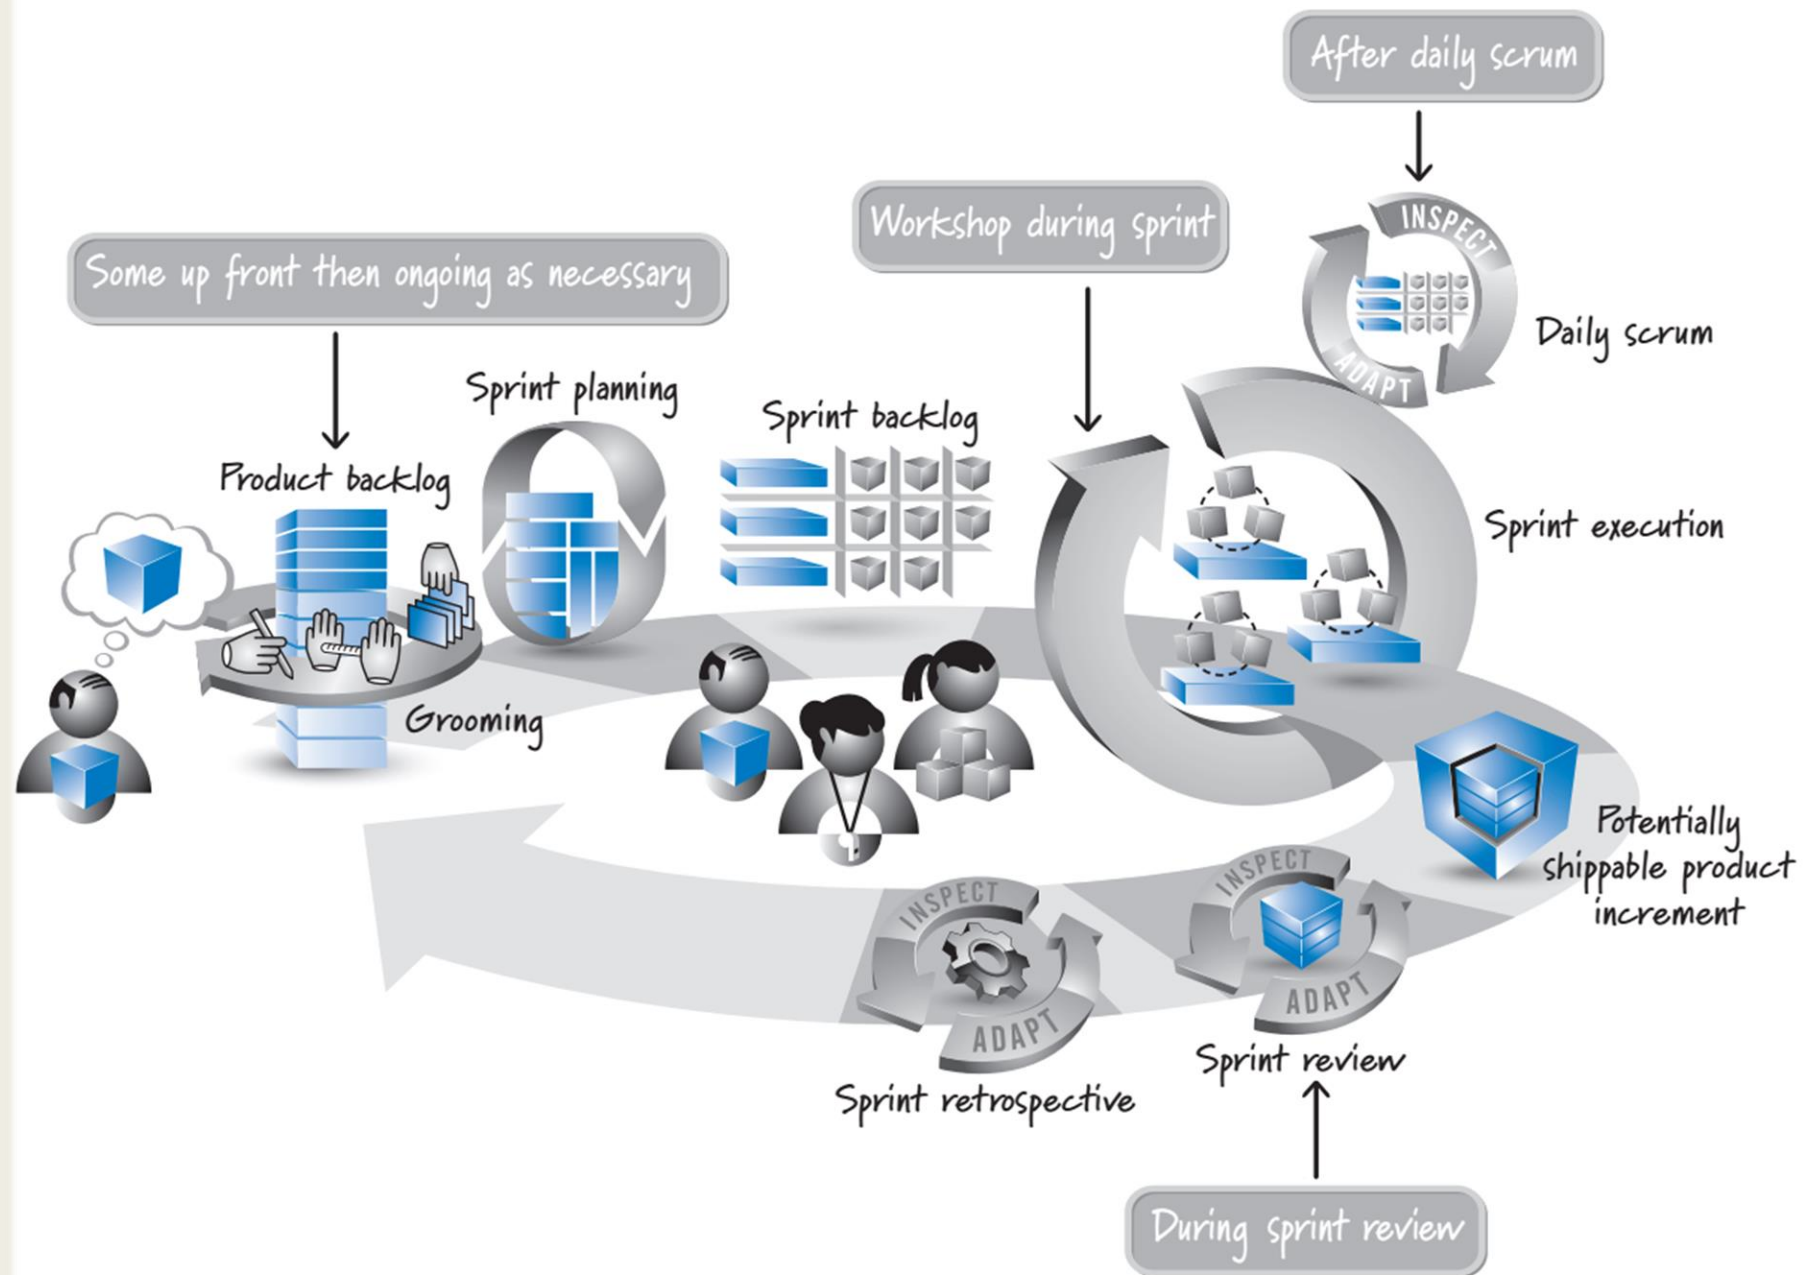 After daily scrum
Workshop during sprint
Some up front then ongoing as necessary
INSPECT
ADAPT
Daily scrum
Sprint planning
Sprint backlog
Product backlog
Sprint execution
Grooming
Potentially
shippable product
increment
INSPECT
ADAPT
Sprint review
INSPECT
ADAPT
Sprint retrospective
During sprint review